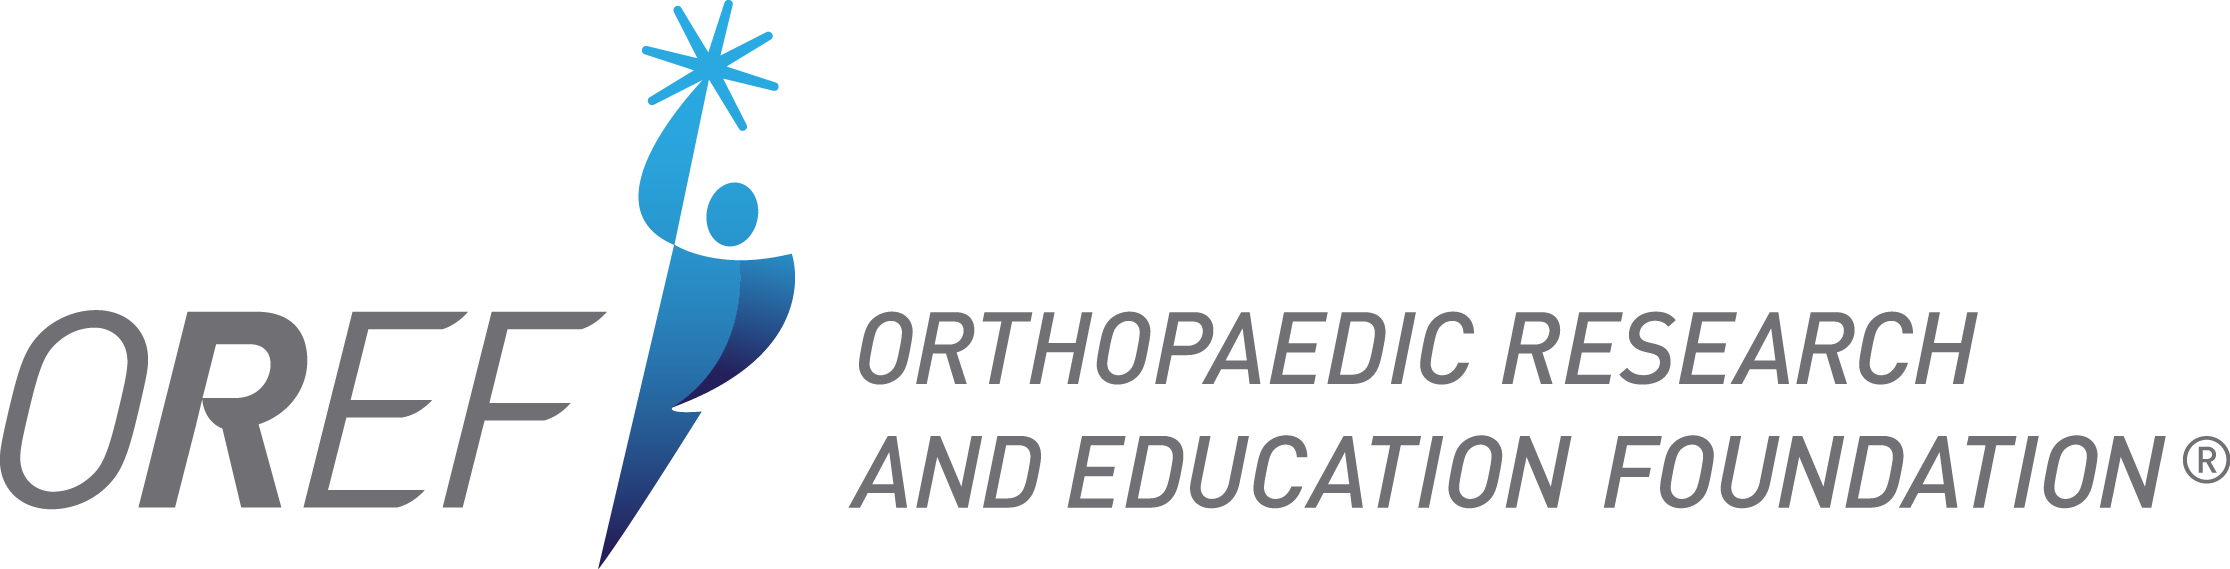 OREF
ORTHOPAEDIC RESEARCH
AND EDUCATION FOUNDATION ®